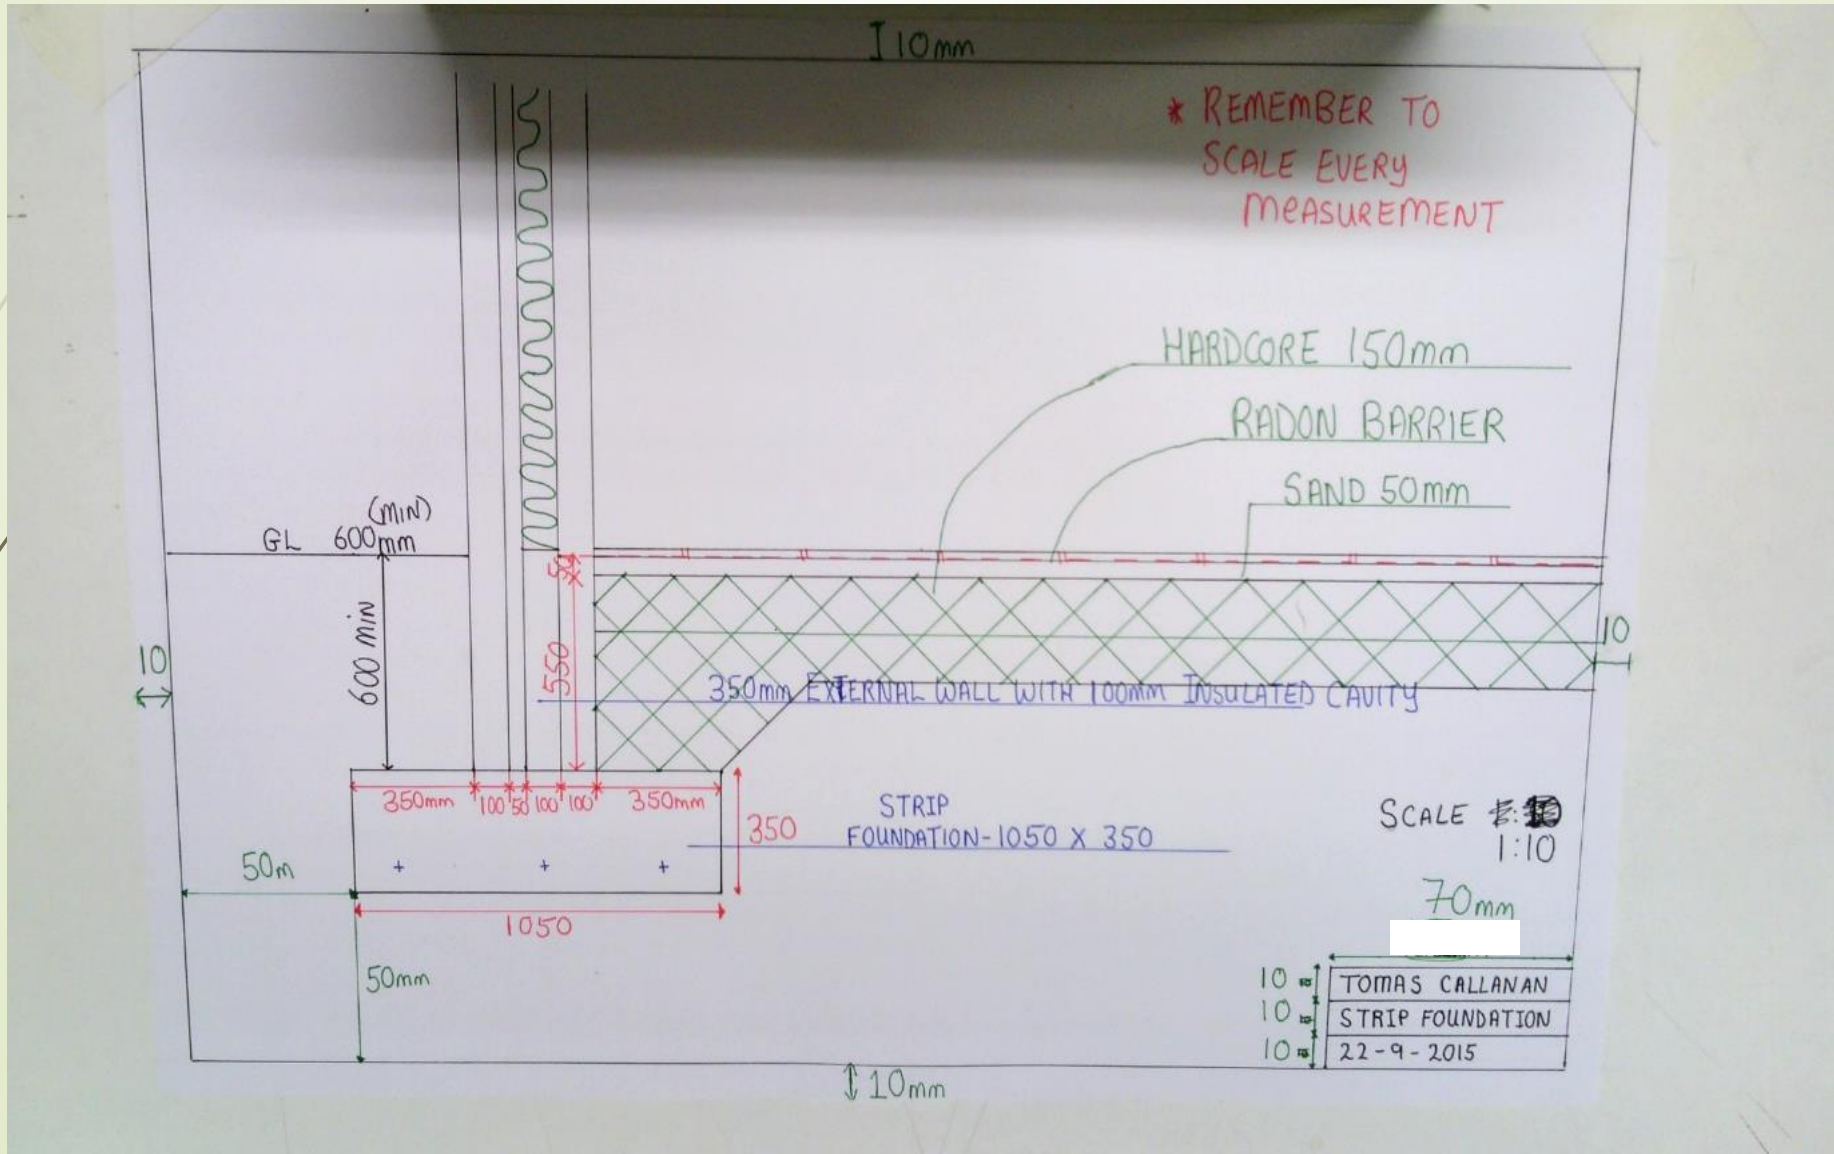 10mm
* REMEMBER TO
SCALE EVERY
MEASUREMENT
HARDCORE 150mm
RADON BARRIER
SAND 50mm
(MIN)
GL 600mm
50
600 MIN
550
10
10
350mm EXTERNAL WALL WITH 100mm INSULATED CAVITY
350mm 100 50 100 100 350mm
350
STRIP
FOUNDATION-1050 X 350
SCALE
1:10
50m
1050
50mm
70mm
10
TOMAS CALLANAN
10
STRIP FOUNDATION
10
22-9-2015
10mm